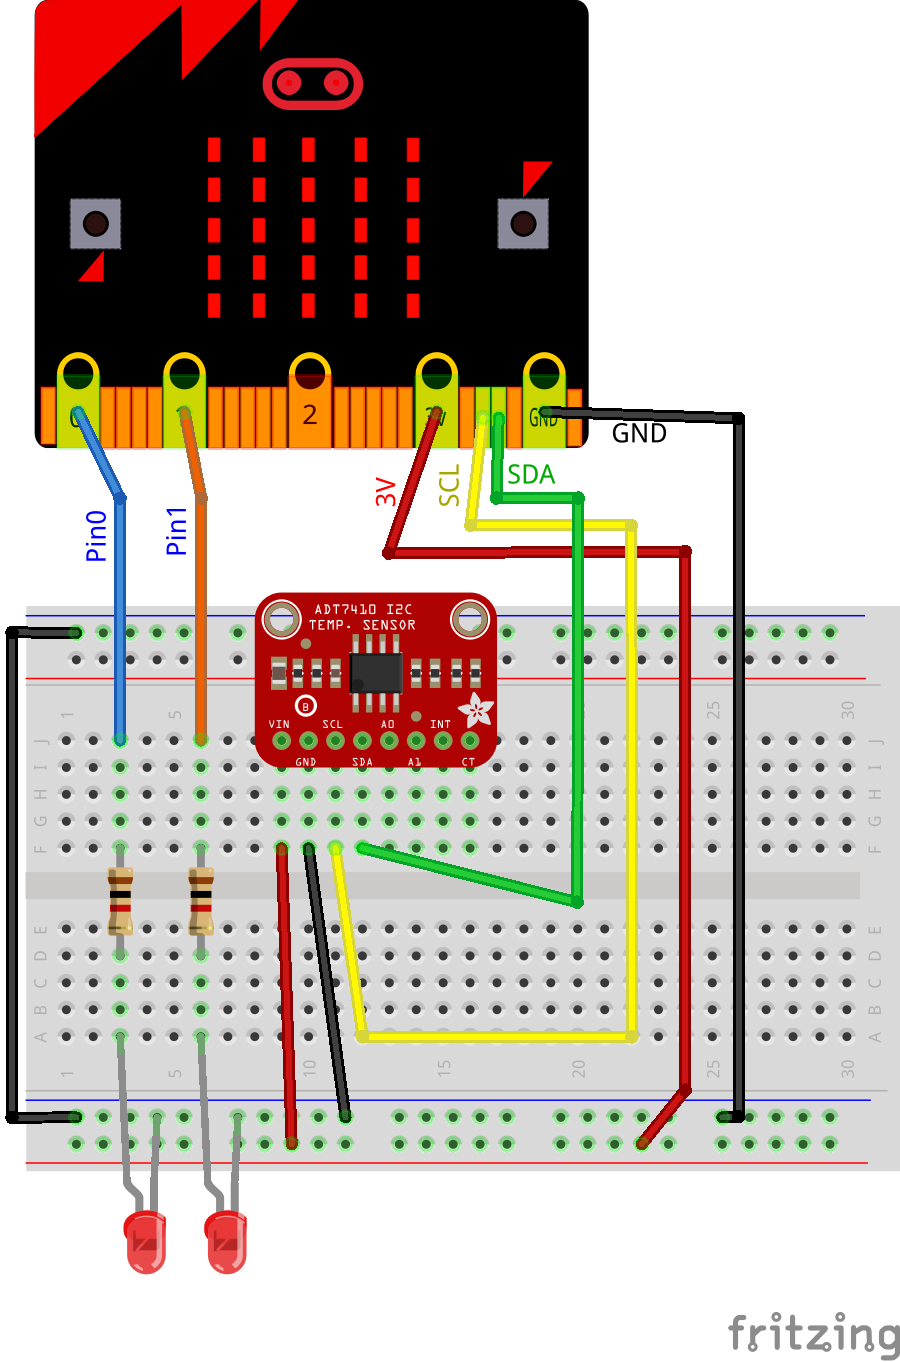 0 1 2 3V GND
GND
3V
SCL
SDA
Pin0
Pin1
ADT7410 I2C
TEMP. SENSOR
B
VIN SCL A0 INT
GND SDA A1 CT
1 5 25 30
J J
I I
H H
G G
F F
E E
D D
C C
B B
A A
1 5 10 15 20 25 30
fritzing